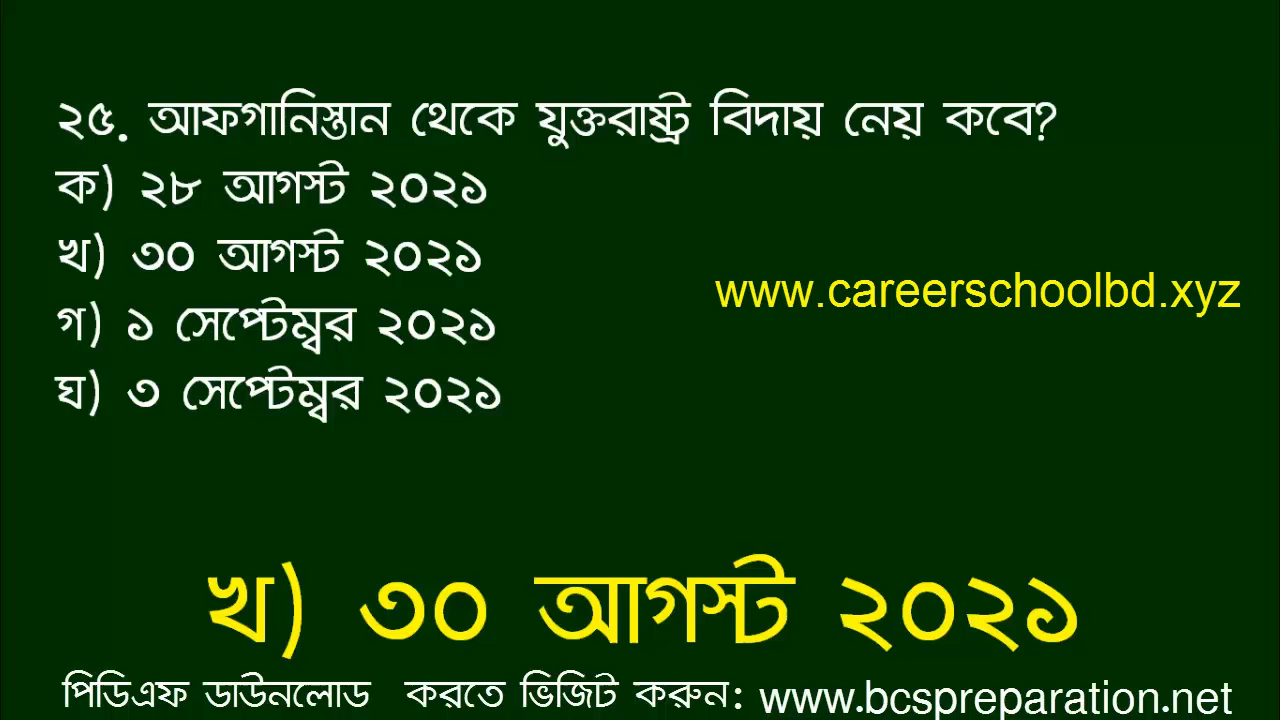 ২৫. আফগানিস্তান থেকে যুক্তরাষ্ট্র বিদায় নেয় কবে?
ক) ২৮ আগস্ট ২০২১
খ) ৩০ আগস্ট ২০২১
গ) ১ সেপ্টেম্বর ২০২১
ঘ) ৩ সেপ্টেম্বর ২০২১
www.careerschoolbd.xyz
খ) ৩০ আগস্ট ২০২১
পিডিএফ ডাউনলোড করতে ভিজিট করুন: www.bcspreparation.net